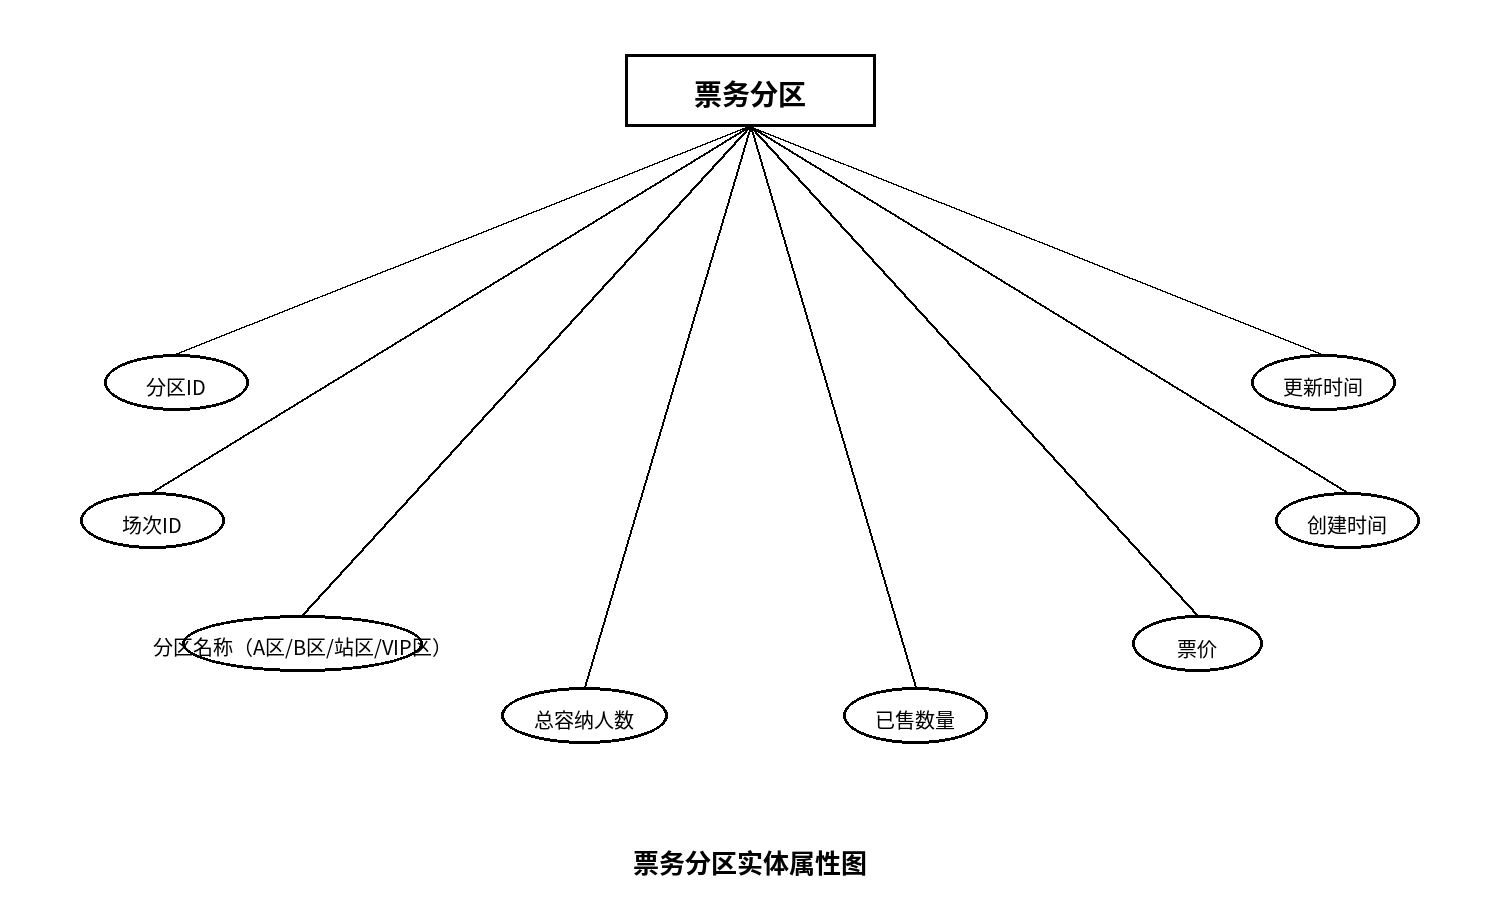 票务分区
分区ID
更新时间
场次ID
创建时间
分区名称（A区/B区/站区/VIP区）
票价
总容纳人数
已售数量
票务分区实体属性图